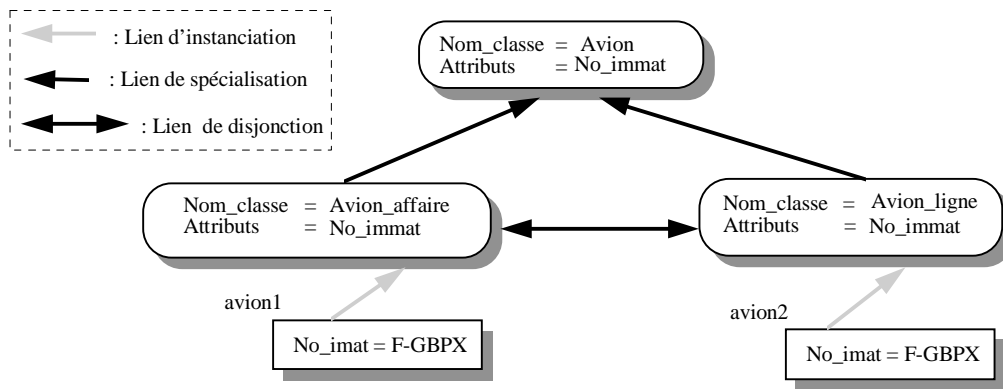 : Lien d'instanciation
: Lien de spécialisation
: Lien de disjonction
Nom_classe = Avion
Attributs = No_immat
Nom_classe = Avion_affaire
Attributs = No_immat
Nom_classe = Avion_ligne
Attributs = No_immat
avion1
No_imat = F-GBPX
avion2
No_imat = F-GBPX